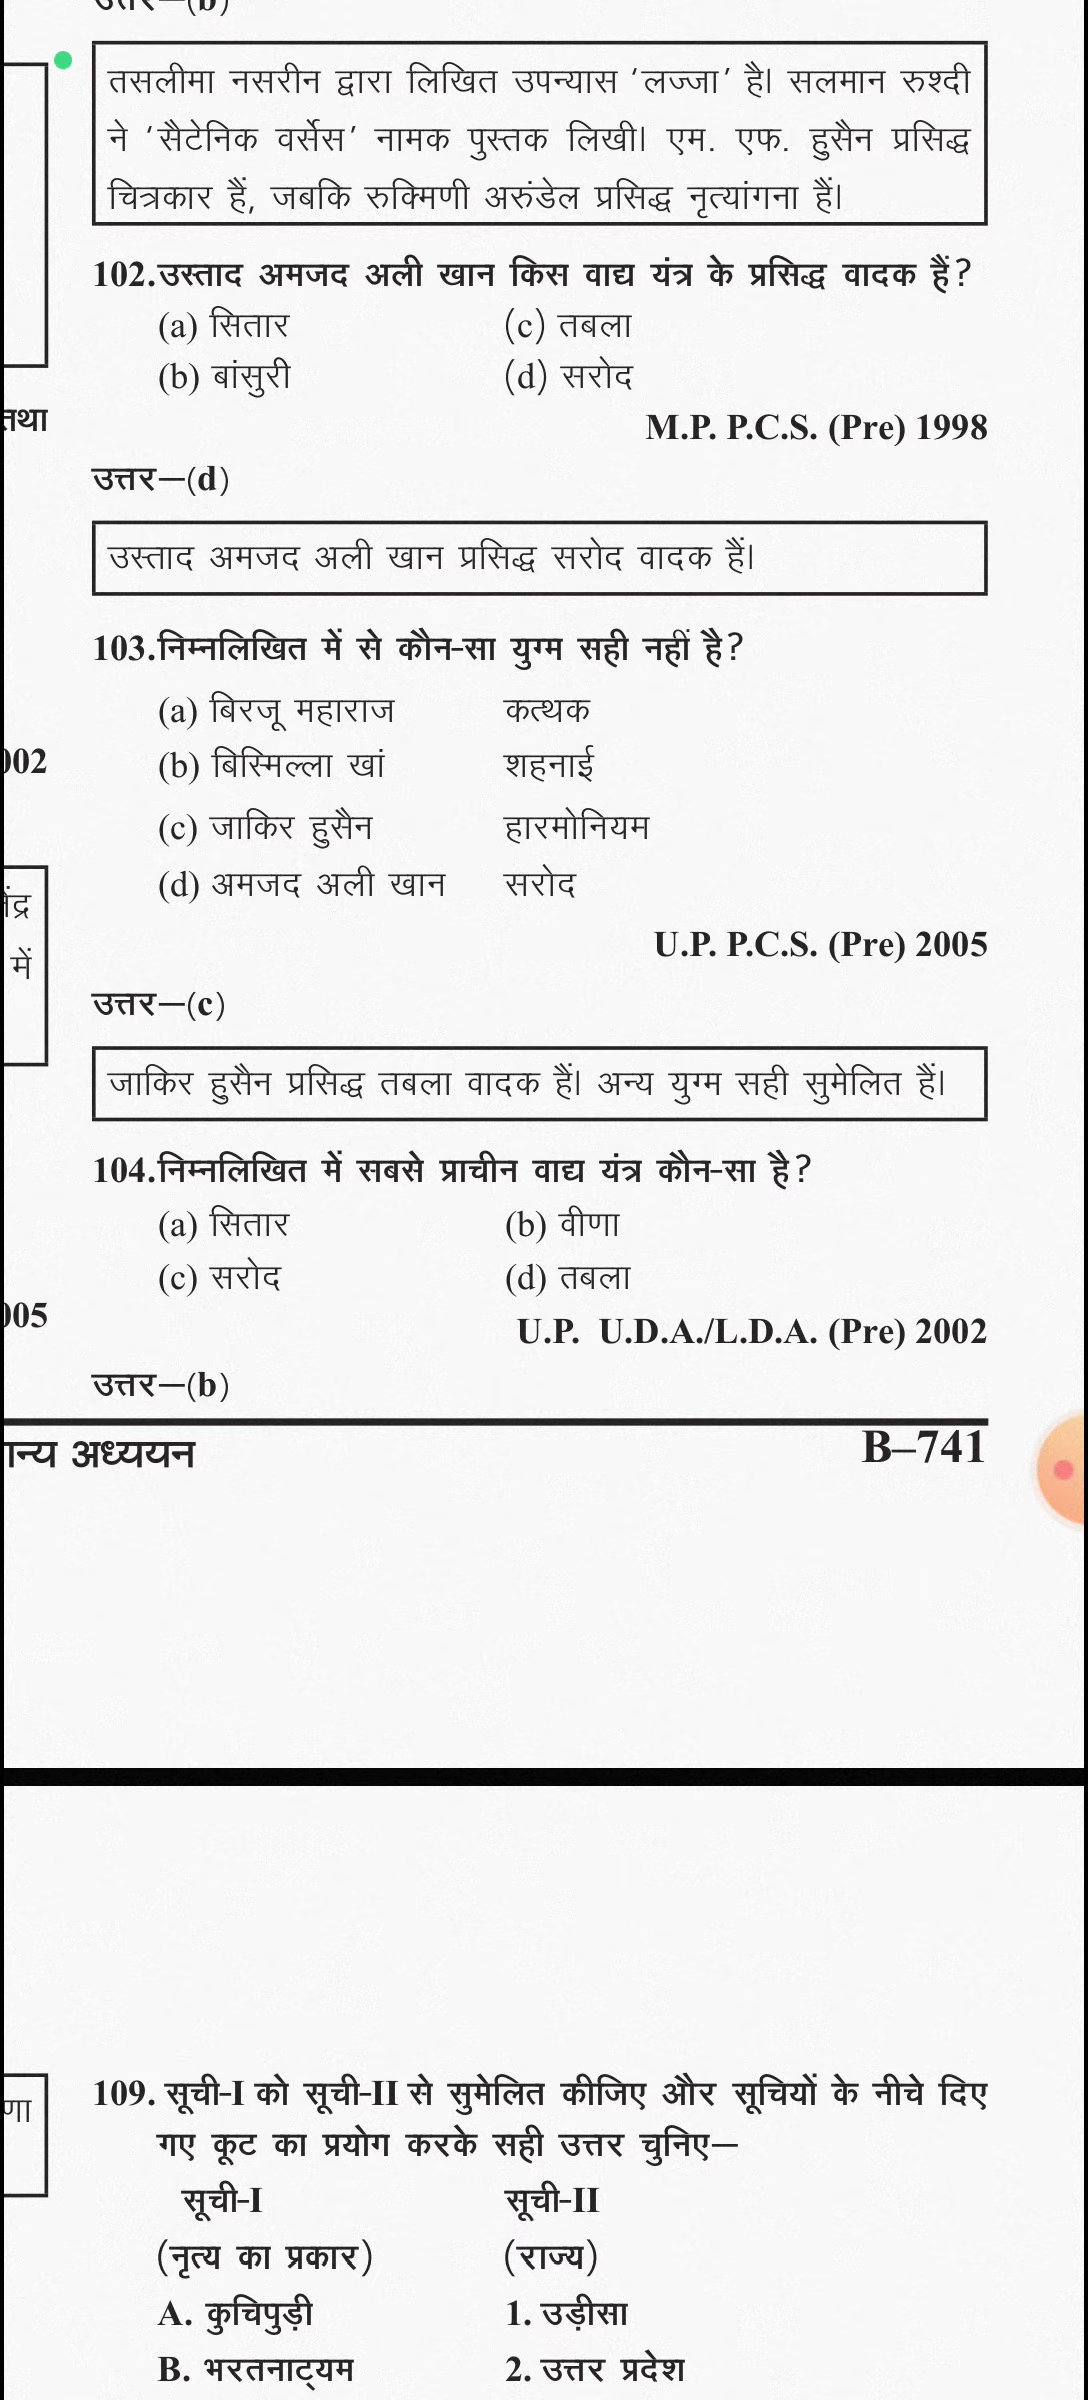 उत्तर—(b)
तसलीमा नसरीन द्वारा लिखित उपन्यास ‘लज्जा’ है। सलमान रुश्दी
ने ‘सैटेनिक वर्सेस’ नामक पुस्तक लिखी। एम. एफ. हुसैन प्रसिद्ध
चित्रकार हैं, जबकि रुक्मिणी अरुंडेल प्रसिद्ध नृत्यांगना हैं।
102.उस्ताद अमजद अली खान किस वाद्य यंत्र के प्रसिद्ध वादक हैं?
(a) सितार (c) तबला
(b) बांसुरी (d) सरोद
तथा
M.P. P.C.S. (Pre) 1998
उत्तर—(d)
उस्ताद अमजद अली खान प्रसिद्ध सरोद वादक हैं।
103.निम्नलिखित में से कौन-सा युग्म सही नहीं है?
(a) बिरजू महाराज कत्थक
002
(b) बिस्मिल्ला खां शहनाई
(c) जाकिर हुसैन हारमोनियम
(d) अमजद अली खान सरोद
U.P. P.C.S. (Pre) 2005
में
उत्तर—(c)
जाकिर हुसैन प्रसिद्ध तबला वादक हैं। अन्य युग्म सही सुमेलित हैं।
104.निम्नलिखित में सबसे प्राचीन वाद्य यंत्र कौन-सा है?
(a) सितार (b) वीणा
(c) सरोद (d) तबला
005
U.P. U.D.A./L.D.A. (Pre) 2002
उत्तर—(b)
ान्य अध्ययन B–741
109. सूची-I को सूची-II से सुमेलित कीजिए और सूचियों के नीचे दिए
णा
गए कूट का प्रयोग करके सही उत्तर चुनिए—
सूची-I सूची-II
(नृत्य का प्रकार) (राज्य)
A. कुचिपुड़ी 1. उड़ीसा
B. भरतनाट्यम 2. उत्तर प्रदेश